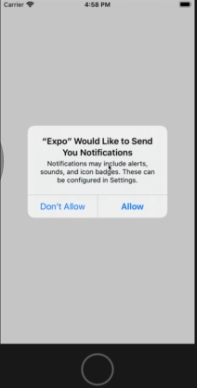 Carrier
4:58 PM
“Expo” Would Like to Send
You Notifications
Notifications may include alerts,
sounds, and icon badges. These can
be configured in Settings.
Don't Allow
Allow